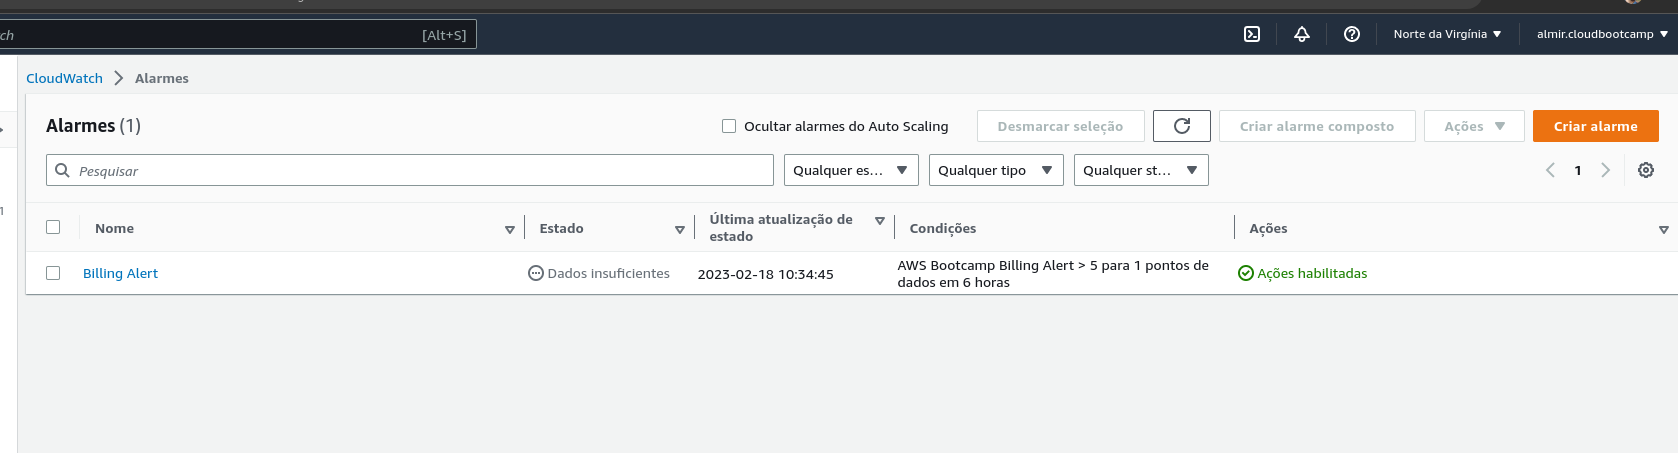 ch [Alt+S] Norte da Virgínia almir.cloudbootcamp
CloudWatch Alarmes
Alarmes (1) Ocultar alarmes do Auto Scaling Desmarcar seleção Criar alarme composto Ações Criar alarme
Pesquisar Qualquer es... Qualquer tipo Qualquer st... 1
1
Nome Estado Última atualização de estado Condições Ações
Billing Alert Dados insuficientes 2023-02-18 10:34:45 AWS Bootcamp Billing Alert > 5 para 1 pontos de dados em 6 horas Ações habilitadas